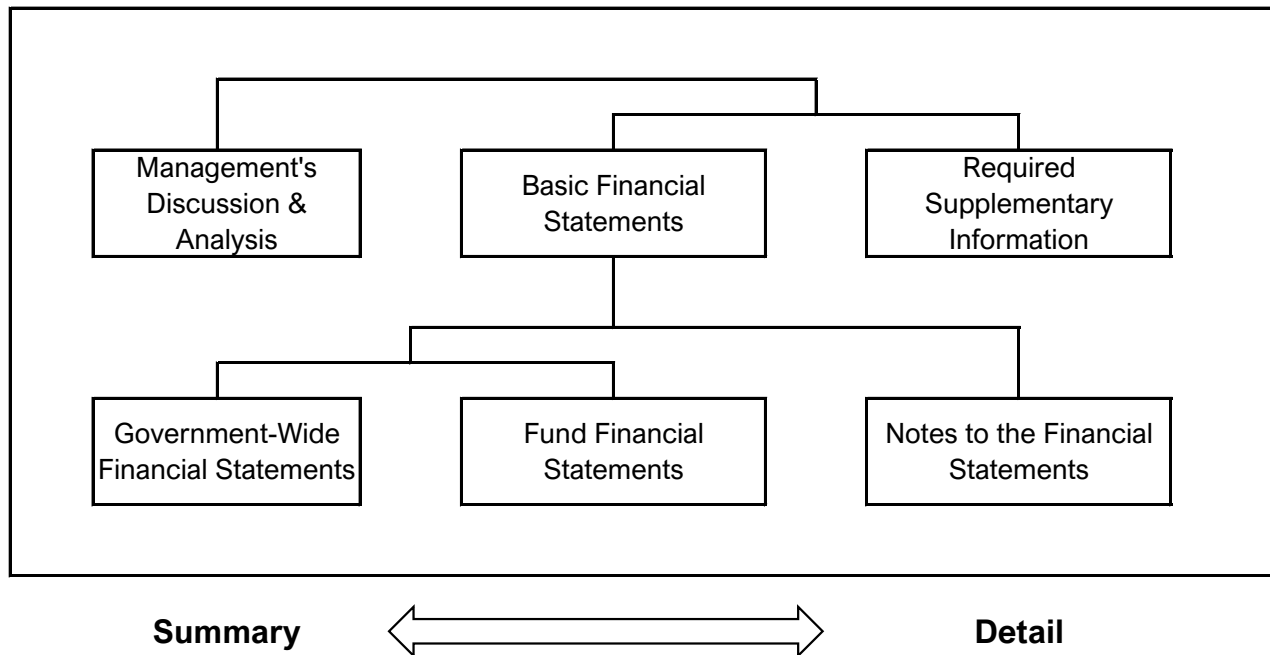 Management's
Discussion &
Analysis
Basic Financial
Statements
Required
Supplementary
Information
Government-Wide
Financial Statements
Fund Financial
Statements
Notes to the Financial
Statements
Summary
Detail